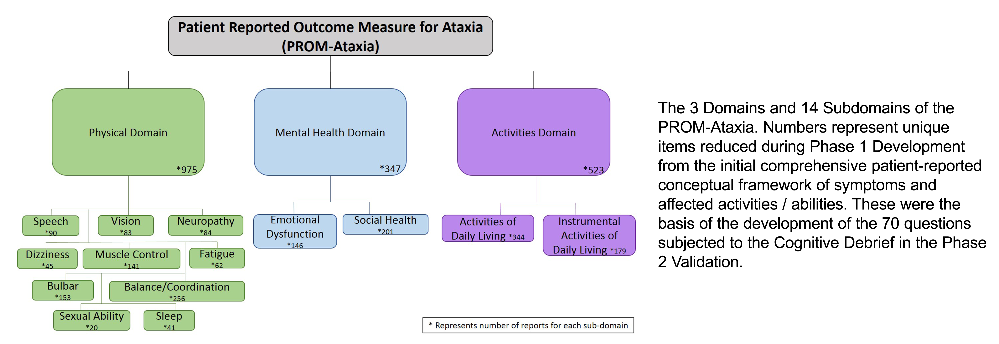 Patient Reported Outcome Measure for Ataxia
(PROM-Ataxia)
Physical Domain
*975
Mental Health Domain
*347
Activities Domain
*523
Speech
*90
Vision
*83
Neuropathy
*84
Dizziness
*45
Muscle Control
*141
Fatigue
*62
Bulbar
*153
Balance/Coordination
*256
Sexual Ability
*20
Sleep
*41
Emotional
Dysfunction
*146
Social Health
*201
Activities of
Daily Living *344
Instrumental
Activities of
Daily Living *179
* Represents number of reports for each sub-domain
The 3 Domains and 14 Subdomains of the
PROM-Ataxia. Numbers represent unique
items reduced during Phase 1 Development
from the initial comprehensive patient-reported
conceptual framework of symptoms and
affected activities / abilities. These were the
basis of the development of the 70 questions
subjected to the Cognitive Debrief in the Phase
2 Validation.